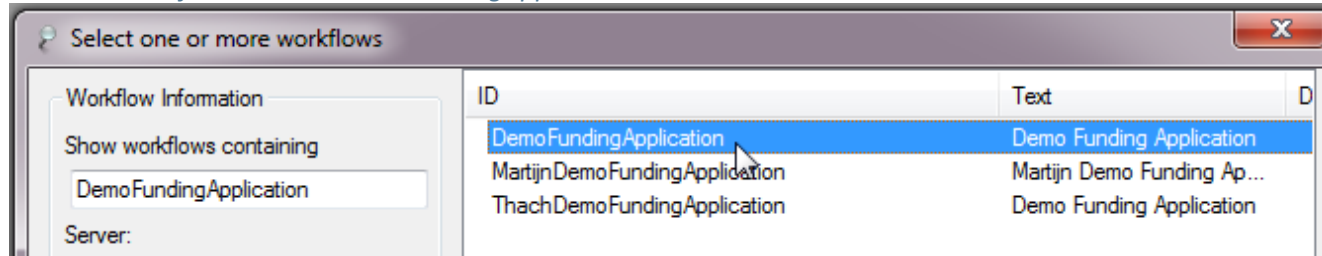 Select one or more workflows
Workflow Information
Show workflows containing
DemoFundingApplication
Server:
ID Text D
DemoFundingApplication Demo Funding Application
MartijnDemoFundingApplication Martijn Demo Funding Ap...
ThachDemoFundingApplication Demo Funding Application